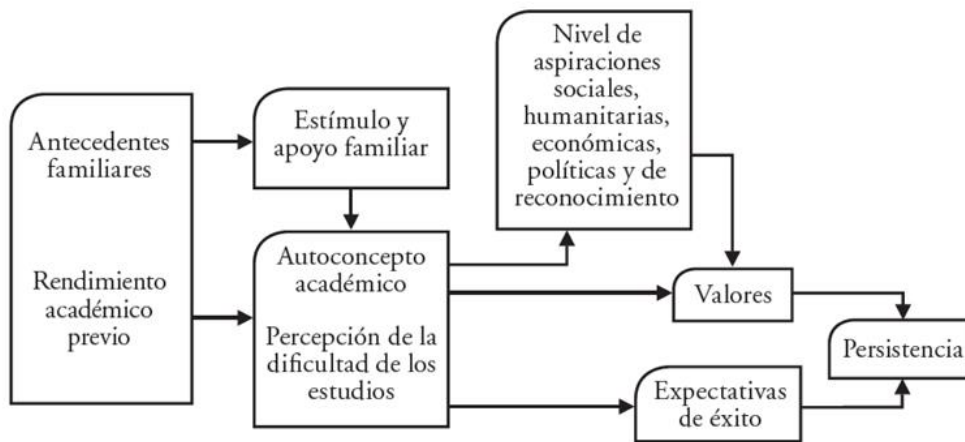 Antecedentes
familiares
Rendimiento
académico
previo
Estímulo y
apoyo familiar
Autoconcepto
académico
Percepción de la
dificultad de los
estudios
Nivel de
aspiraciones
sociales,
humanitarias,
económicas,
políticas y de
reconocimiento
Valores
Expectativas
de éxito
Persistencia